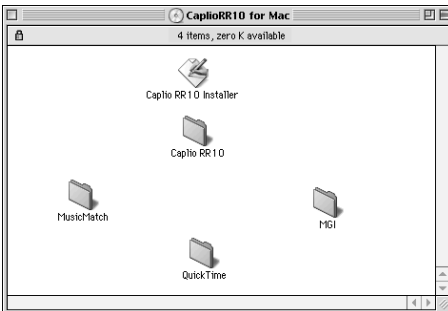 CaplioRR10 for Mac
4 items, zero K available
Caplio RR10 Installer
Caplio RR10
MusicMatch
MGI
QuickTime